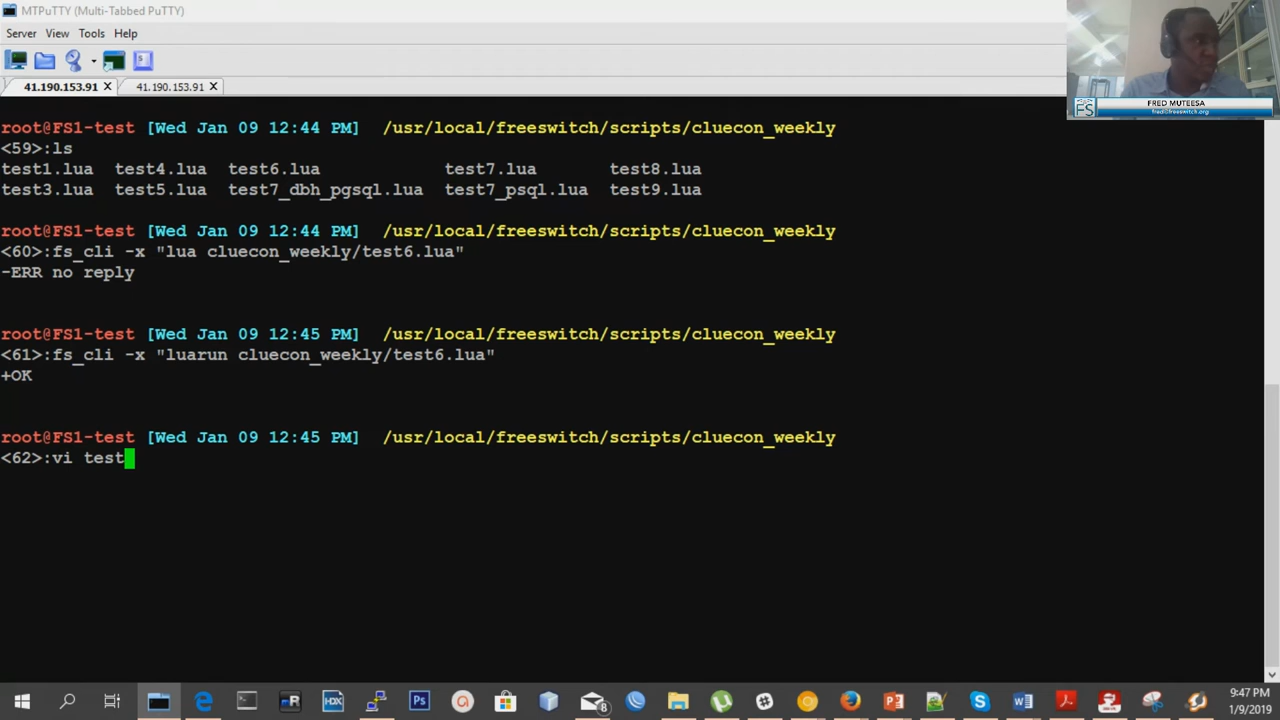 MTPuTTY (Multi-Tabbed PuTTY)
Server View Tools Help
41.190.153.91 41.190.153.91
FRED MUTEESA
fred@freeswitch.org
root@FS1-test [Wed Jan 09 12:44 PM] /usr/local/freeswitch/scripts/cluecon_weekly
<59>:ls
test1.lua test4.lua test6.lua test7.lua test8.lua
test3.lua test5.lua test7_dbh_pgsql.lua test7_psql.lua test9.lua
root@FS1-test [Wed Jan 09 12:44 PM] /usr/local/freeswitch/scripts/cluecon_weekly
<60>:fs_cli -x "lua cluecon_weekly/test6.lua"
-ERR no reply
root@FS1-test [Wed Jan 09 12:45 PM] /usr/local/freeswitch/scripts/cluecon_weekly
<61>:fs_cli -x "luarun cluecon_weekly/test6.lua"
+OK
root@FS1-test [Wed Jan 09 12:45 PM] /usr/local/freeswitch/scripts/cluecon_weekly
<62>:vi test
9:47 PM
1/9/2019